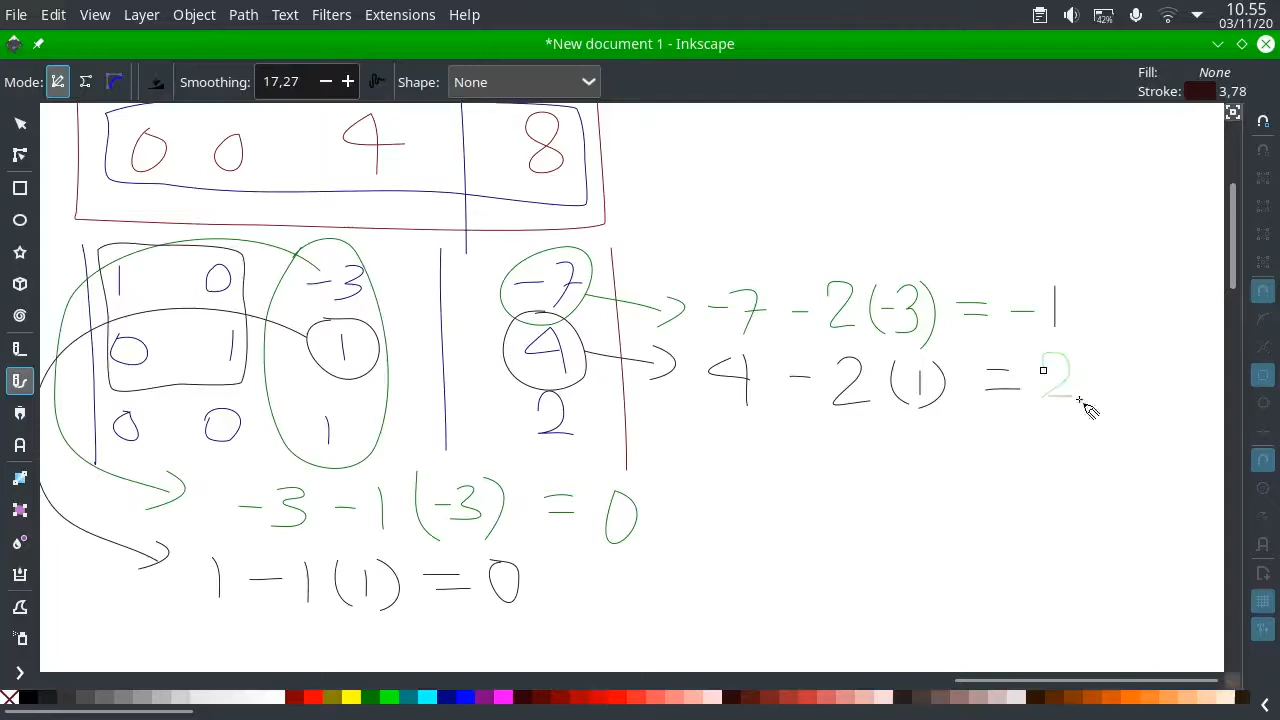 File Edit View Layer Object Path Text Filters Extensions Help
42%
10.55
03/11/20
*New document 1 - Inkscape
Mode: Smoothing: 17,27 Shape: None
Fill: None
Stroke: 3,78
0 0 4 8
1 0 -3 -7 -7 - 2(-3) = -1
0 1 1 4 4 - 2(1) = 2
0 0 1 2
-3 - 1(-3) = 0
1 - 1(1) = 0